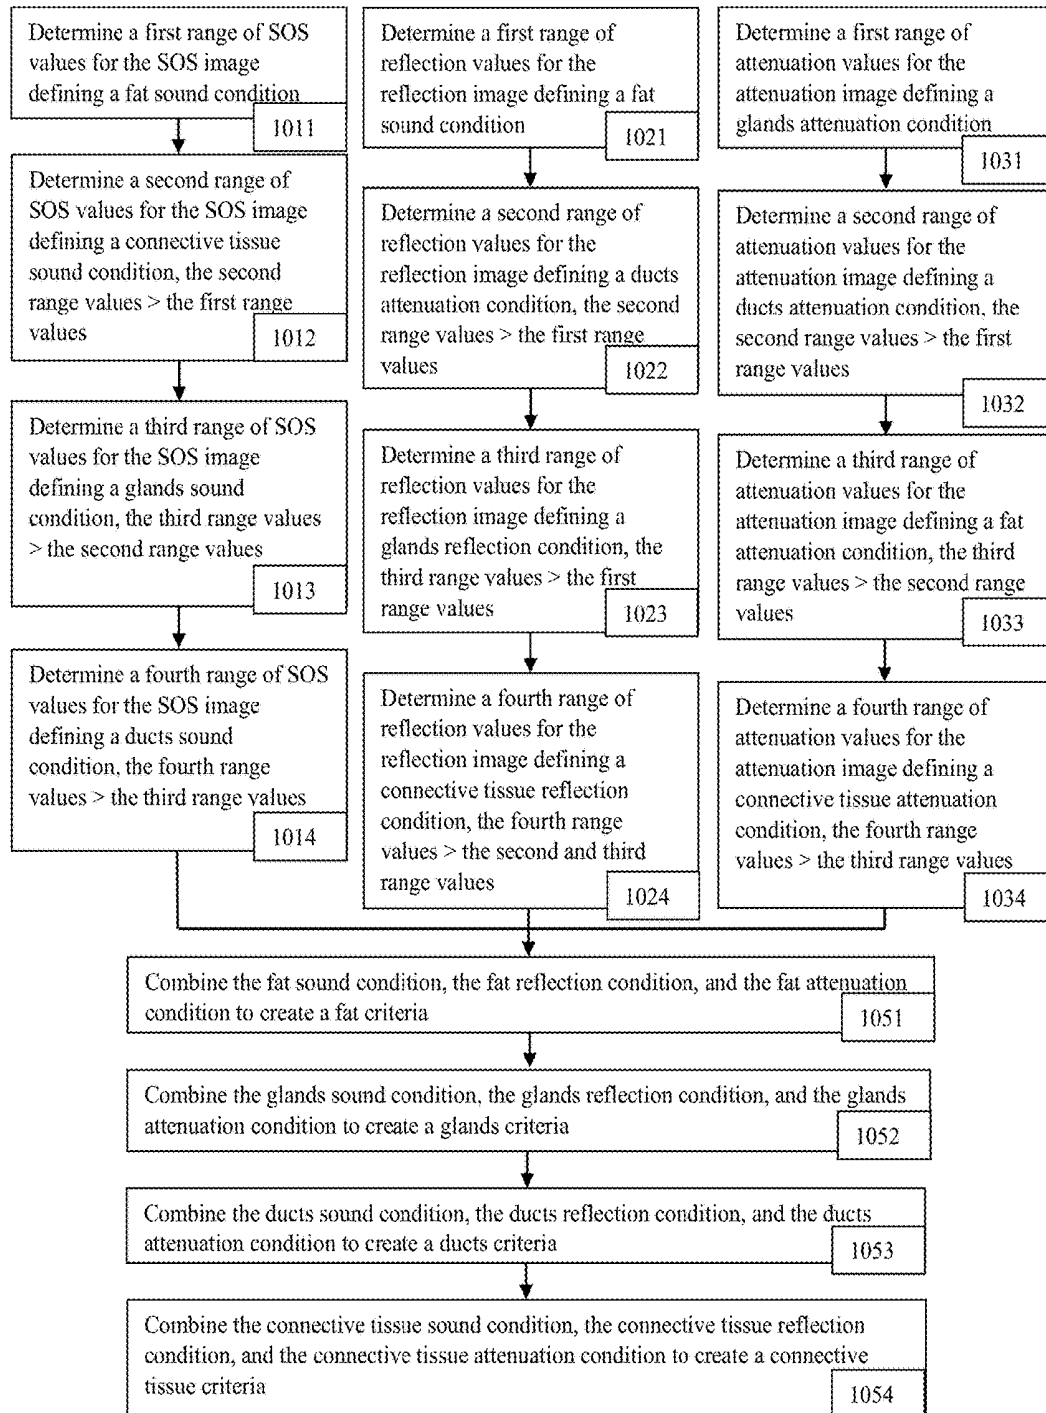 Determine a first range of SOS
values for the SOS image
defining a fat sound condition
1011
Determine a second range of
SOS values for the SOS image
defining a connective tissue
sound condition, the second
range values > the first range
values
1012
Determine a third range of SOS
values for the SOS image
defining a glands sound
condition, the third range values
> the second range values
1013
Determine a fourth range of SOS
values for the SOS image
defining a ducts sound
condition, the fourth range
values > the third range values
1014
Determine a first range of
reflection values for the
reflection image defining a fat
sound condition
1021
Determine a second range of
reflection values for the
reflection image defining a ducts
attenuation condition, the second
range values > the first range
values
1022
Determine a third range of
reflection values for the
reflection image defining a
glands reflection condition, the
third range values > the first
range values
1023
Determine a fourth range of
reflection values for the
reflection image defining a
connective tissue reflection
condition, the fourth range
values > the second and third
range values
1024
Determine a first range of
attenuation values for the
attenuation image defining a
glands attenuation condition
1031
Determine a second range of
attenuation values for the
attenuation image defining a
ducts attenuation condition, the
second range values > the first
range values
1032
Determine a third range of
attenuation values for the
attenuation image defining a fat
attenuation condition, the third
range values > the second range
values
1033
Determine a fourth range of
attenuation values for the
attenuation image defining a
connective tissue attenuation
condition, the fourth range
values > the third range values
1034
Combine the fat sound condition, the fat reflection condition, and the fat attenuation
condition to create a fat criteria
1051
Combine the glands sound condition, the glands reflection condition, and the glands
attenuation condition to create a glands criteria
1052
Combine the ducts sound condition, the ducts reflection condition, and the ducts
attenuation condition to create a ducts criteria
1053
Combine the connective tissue sound condition, the connective tissue reflection
condition, and the connective tissue attenuation condition to create a connective
tissue criteria
1054